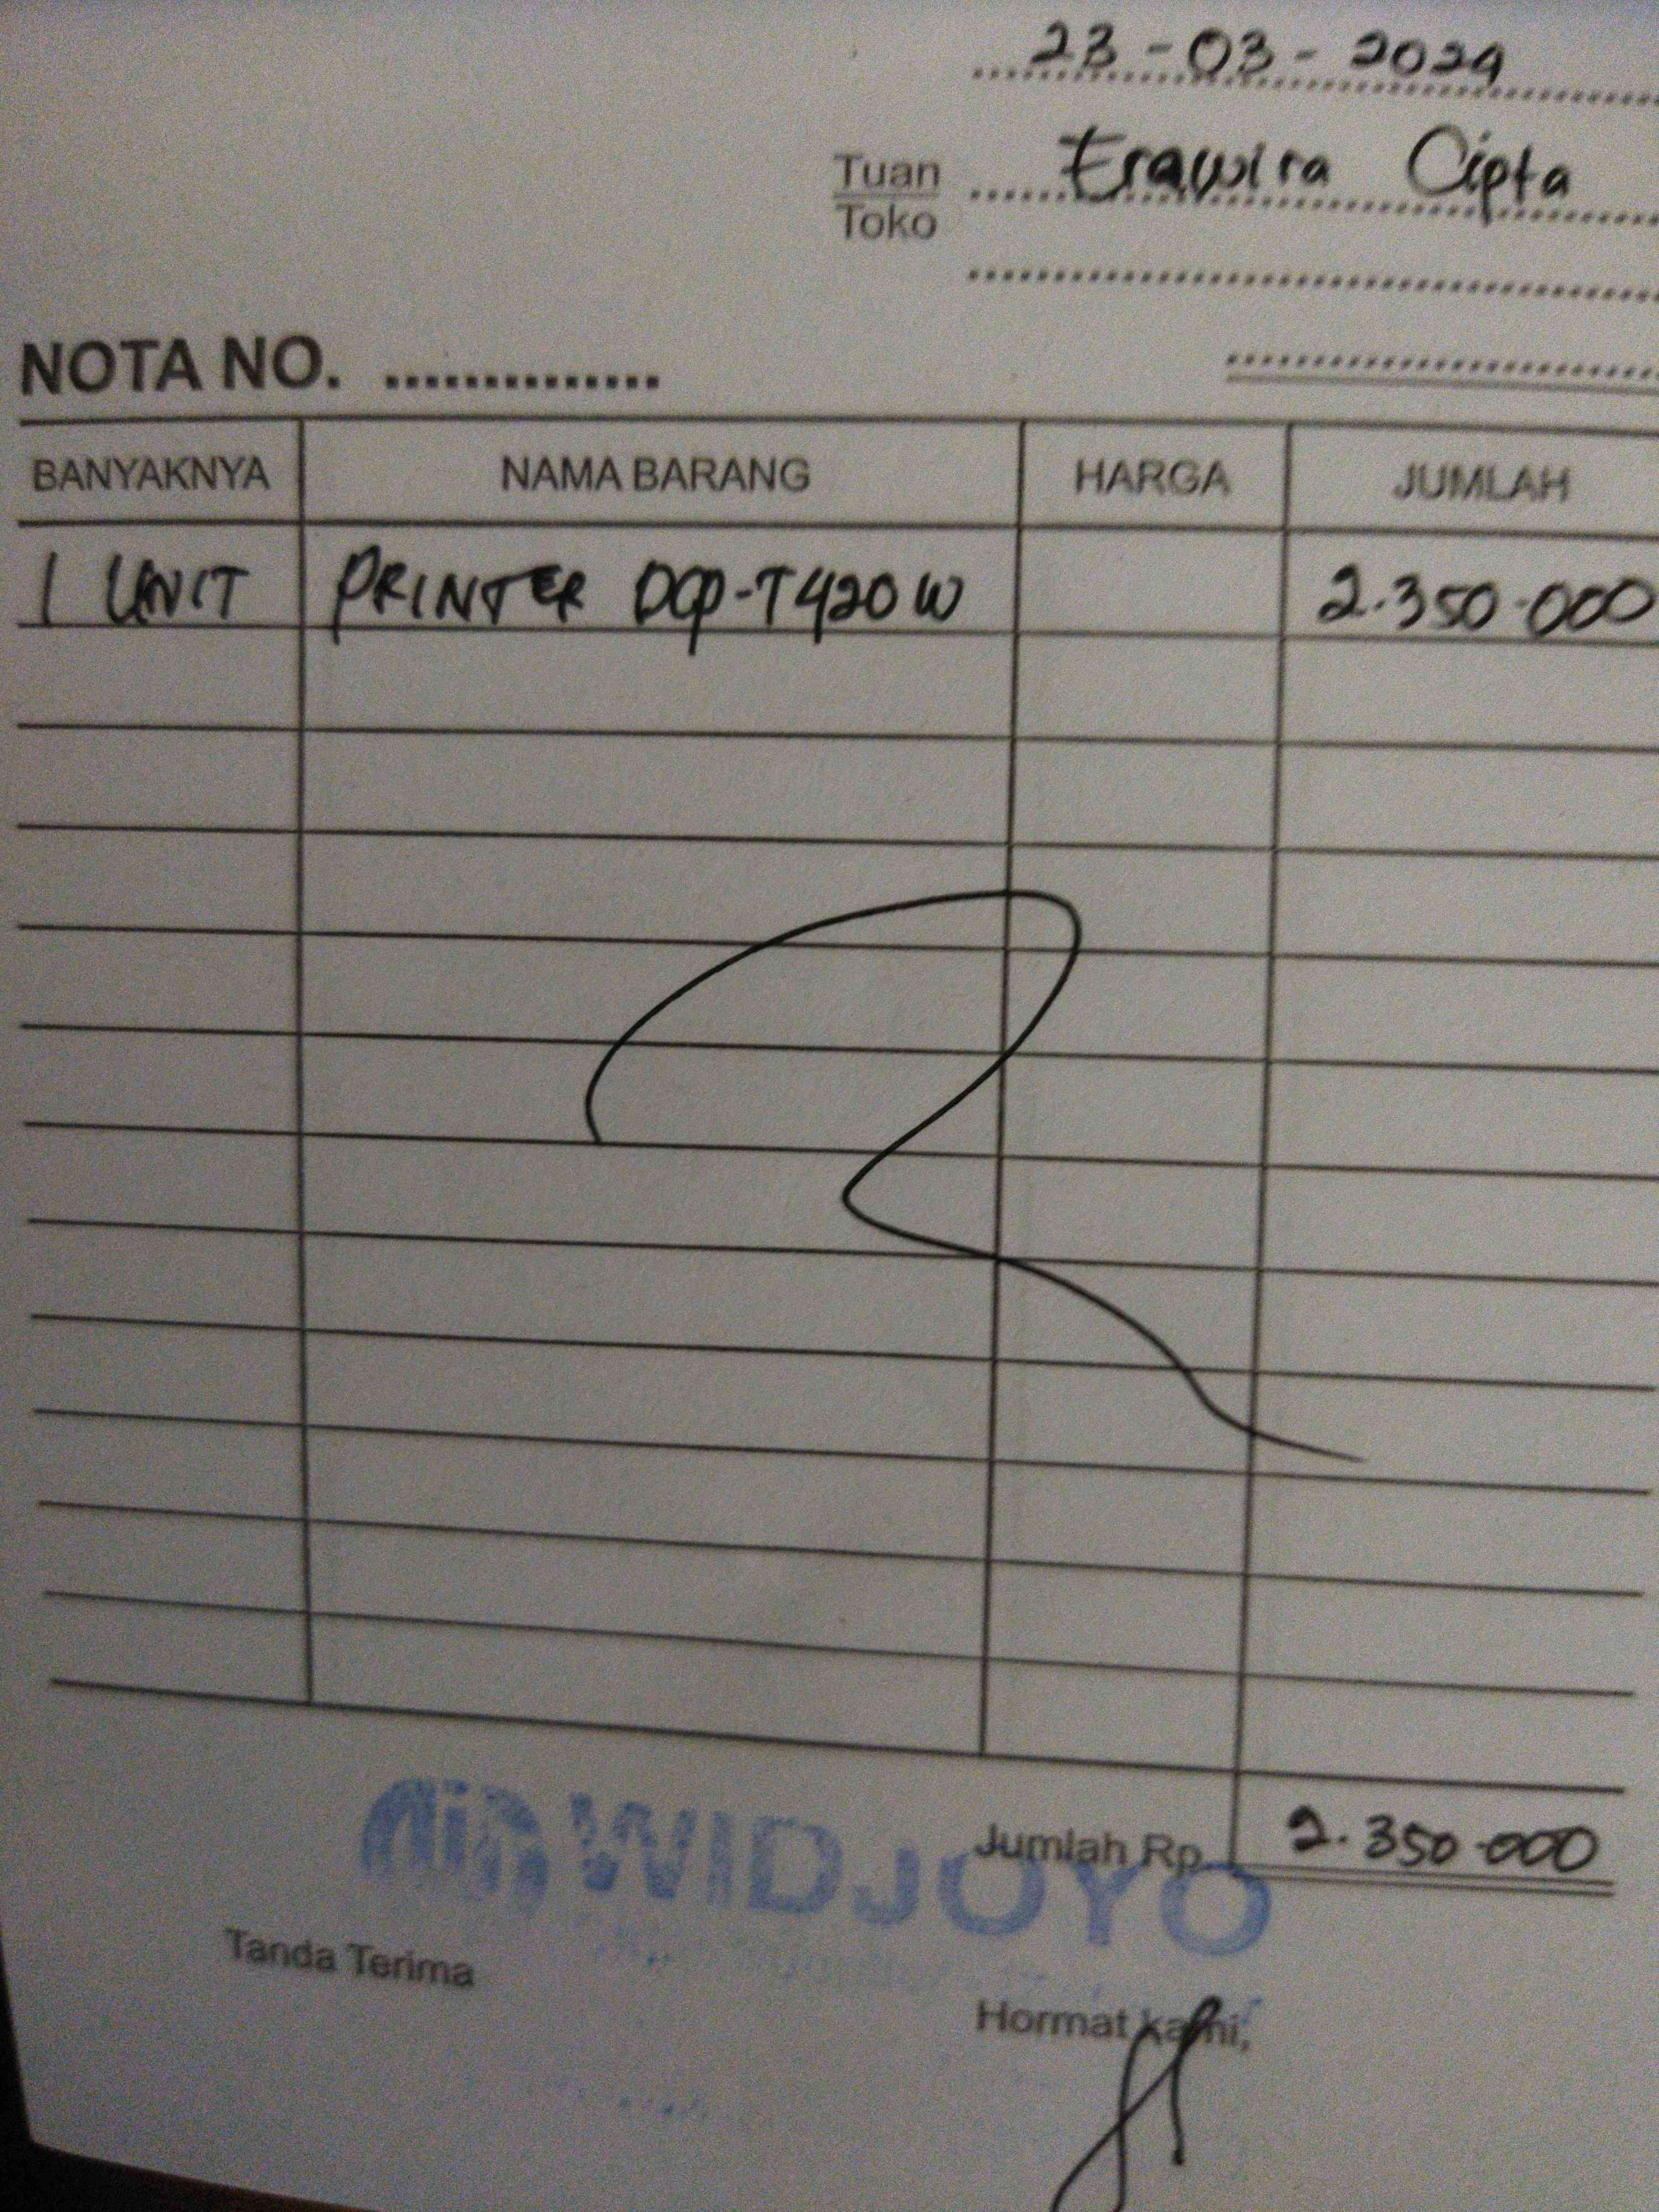 23-03-2024
Tuan Erawira Cipta
Toko
NOTA NO. ..............
BANYAKNYA NAMA BARANG HARGA JUMLAH
1 UNIT PRINTER DCP-T420W 2.350.000
Jumlah Rp. 2.350.000
WIDJOYO
Tanda Terima
Hormat kami,